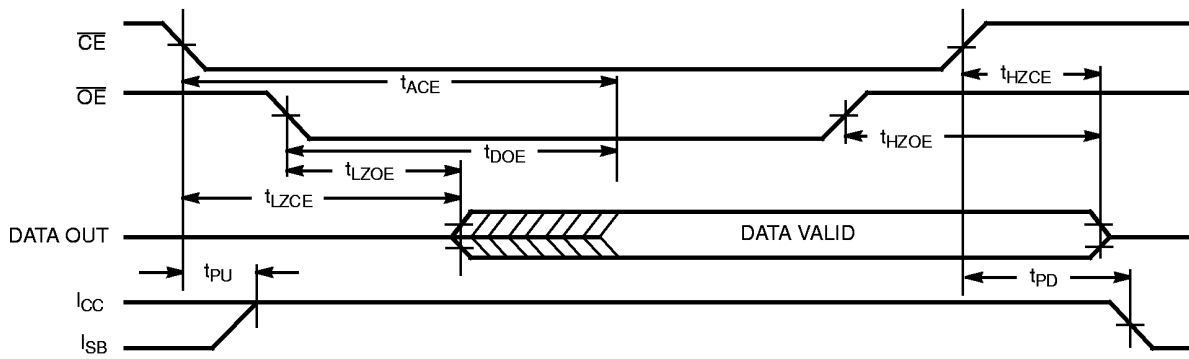 CE
tACE
tHZCE
OE
tDOE
tHZOE
tLZOE
tLZCE
DATA OUT
DATA VALID
tPU
tPD
ICC
ISB